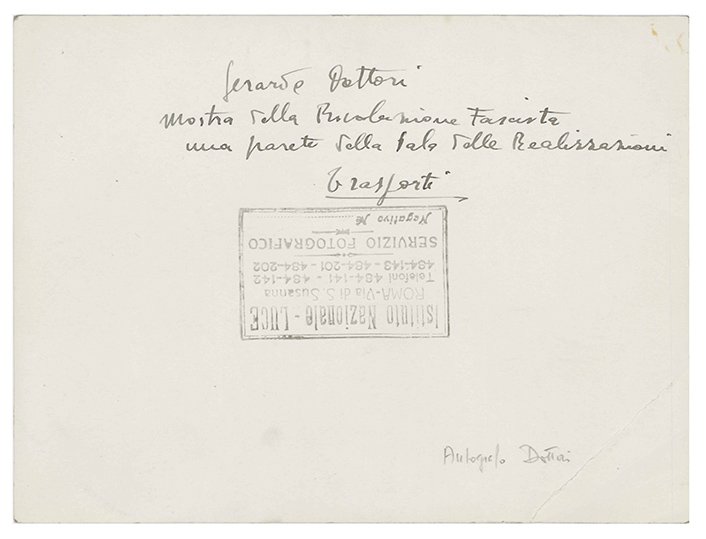 Gerardo Dottori
Mostra della Rivoluzione Fascista
una parete della Sala delle Realizzazioni
Trasporti
Istituto Nazionale - LUCE
ROMA - Via di S. Susanna
Telefoni 484-141 - 484-142
484-143 - 484-201 - 484-202
SERVIZIO FOTOGRAFICO
Negativo №
Autografo Dottori